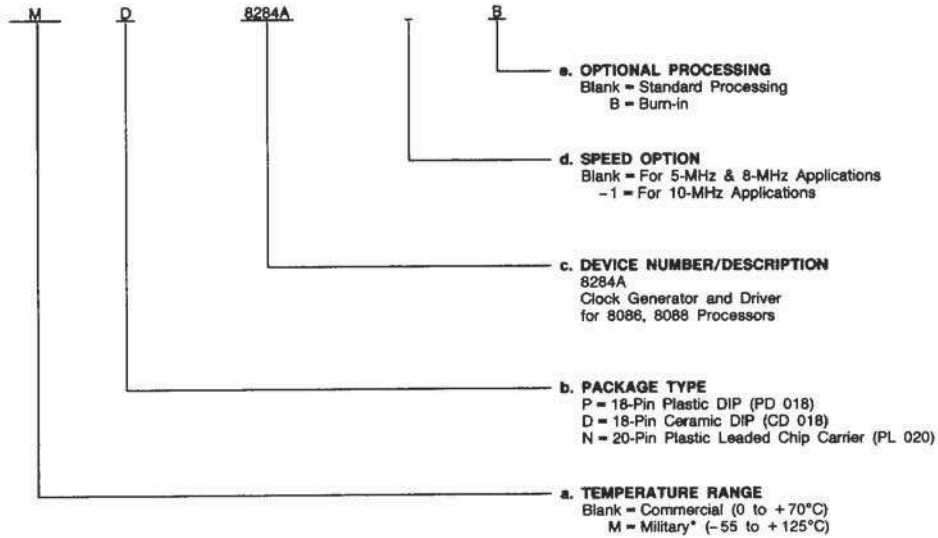 M D 8284A - B
e. OPTIONAL PROCESSING
Blank = Standard Processing
B = Burn-in
d. SPEED OPTION
Blank = For 5-MHz & 8-MHz Applications
-1 = For 10-MHz Applications
c. DEVICE NUMBER/DESCRIPTION
8284A
Clock Generator and Driver
for 8086, 8088 Processors
b. PACKAGE TYPE
P = 18-Pin Plastic DIP (PD 018)
D = 18-Pin Ceramic DIP (CD 018)
N = 20-Pin Plastic Leaded Chip Carrier (PL 020)
a. TEMPERATURE RANGE
Blank = Commercial (0 to +70°C)
M = Military* (-55 to +125°C)